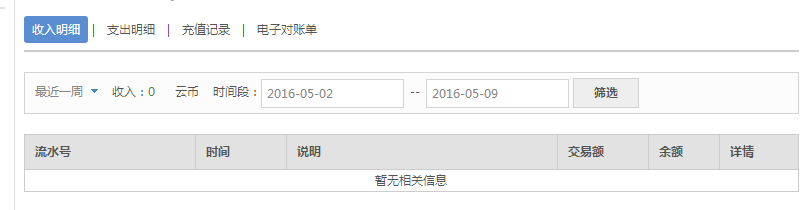 收入明细 | 支出明细 | 充值记录 | 电子对账单
最近一周 收入：0 云币 时间段： 2016-05-02 -- 2016-05-09 筛选
流水号 时间 说明 交易额 余额 详情
暂无相关信息